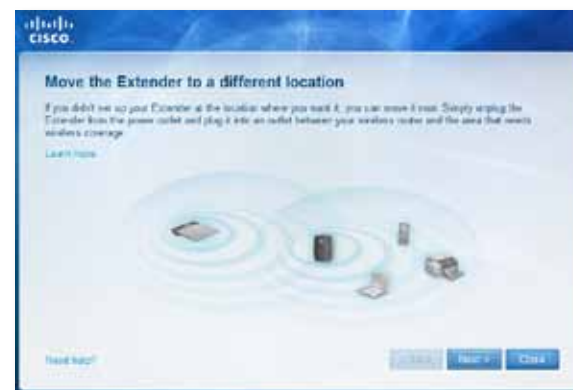 cisco
Move the Extender to a different location
If you didn't set up your Extender at the location where you want it, you can move it now. Simply unplug the
Extender from the power outlet and plug it into an outlet between your wireless router and the area that needs
wireless coverage.
Learn more
Need help?
< Back Next > Close